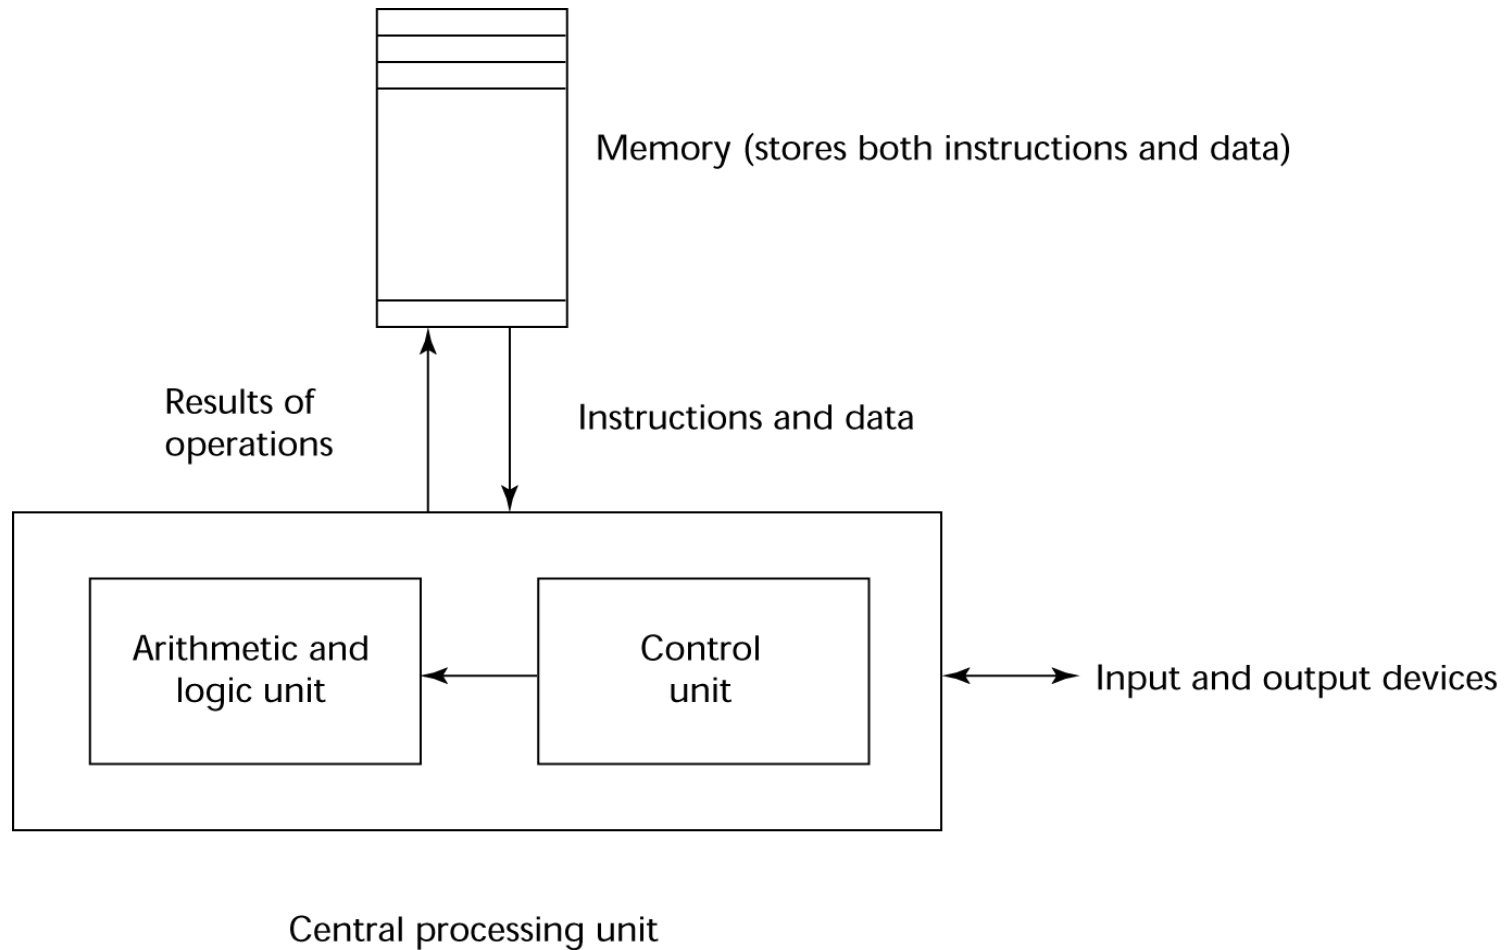 Memory (stores both instructions and data)
Results of
operations
Instructions and data
Arithmetic and
logic unit
Control
unit
Input and output devices
Central processing unit